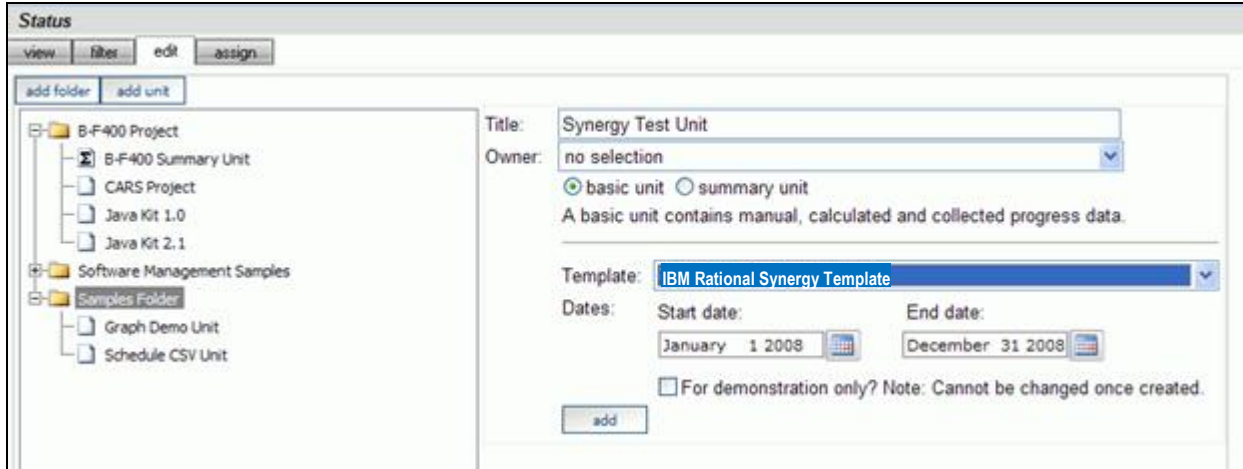 Status
view filter edit assign
add folder add unit
B-F400 Project
B-F400 Summary Unit
CARS Project
Java Kit 1.0
Java Kit 2.1
Software Management Samples
Samples Folder
Graph Demo Unit
Schedule CSV Unit
Title: Synergy Test Unit
Owner: no selection
basic unit summary unit
A basic unit contains manual, calculated and collected progress data.
Template: IBM Rational Synergy Template
Dates: Start date: End date:
January 1 2008 December 31 2008
For demonstration only? Note: Cannot be changed once created.
add